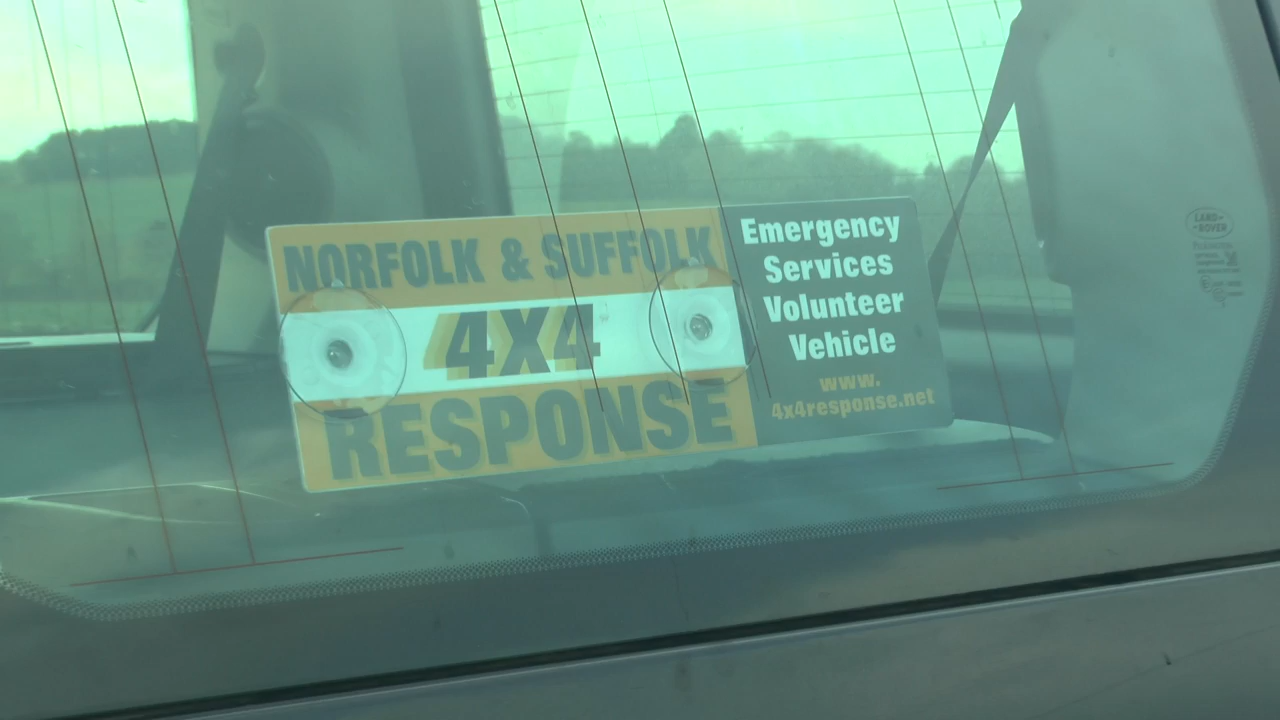 NORFOLK & SUFFOLK
4X4
RESPONSE
Emergency
Services
Volunteer
Vehicle
www.
4x4response.net
LAND-
ROVER